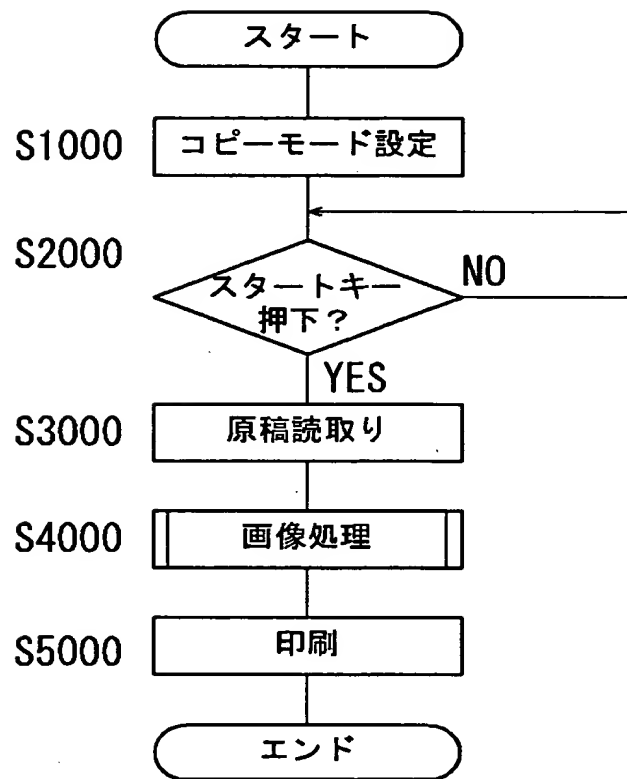 スタート
S1000
コピーモード設定
S2000
スタートキー
押下？
NO
YES
S3000
原稿読取り
S4000
画像処理
S5000
印刷
エンド